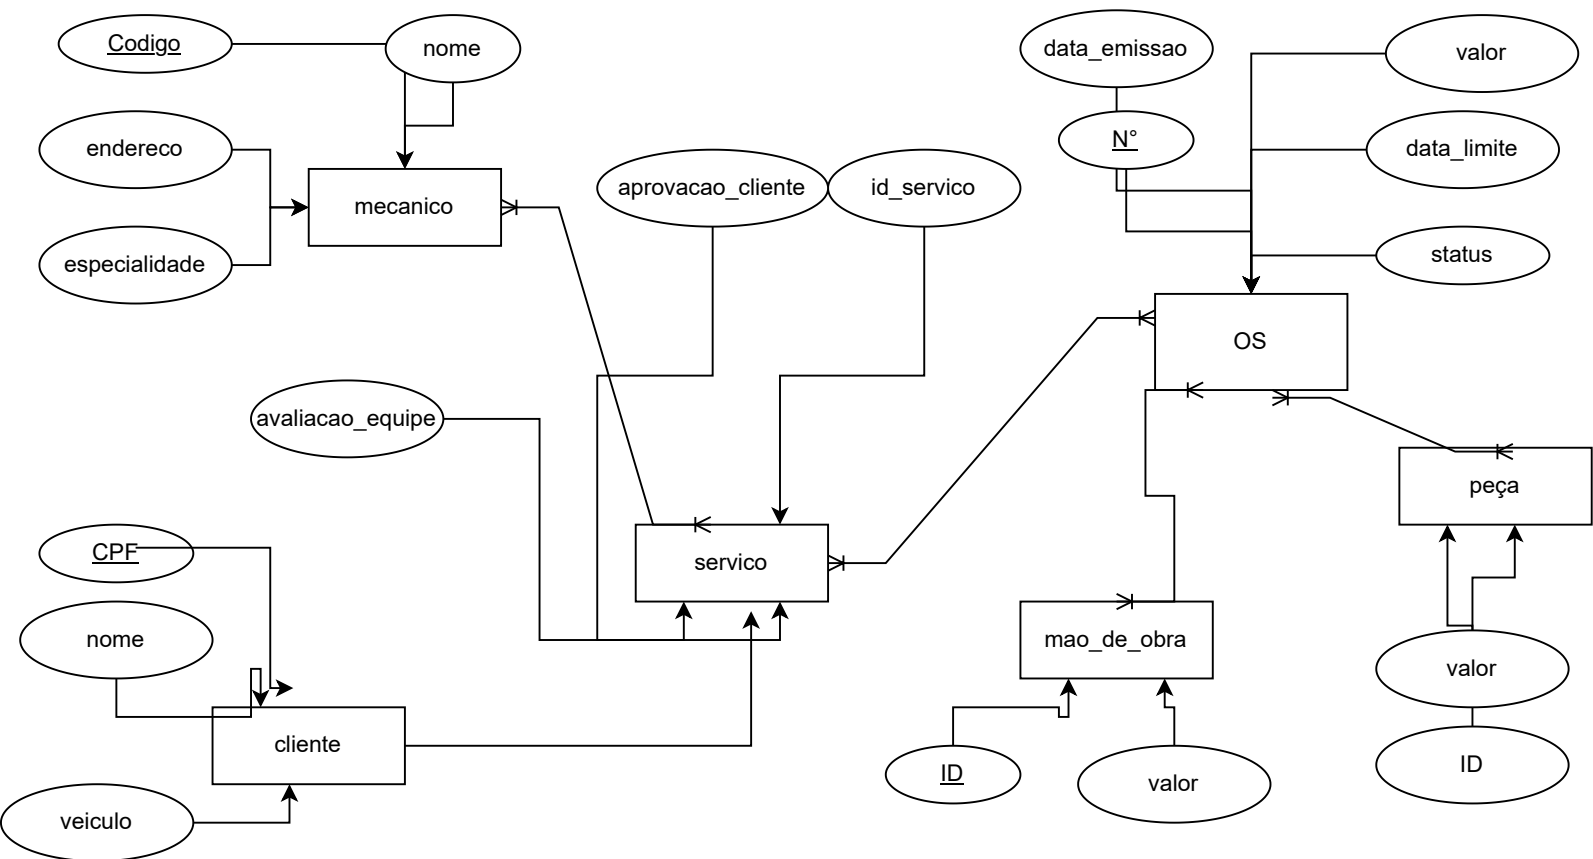 Codigo
nome
data_emissao
valor
endereco
N°
data_limite
aprovacao_cliente
id_servico
mecanico
especialidade
status
OS
avaliacao_equipe
peça
CPF
servico
nome
mao_de_obra
valor
cliente
ID
ID
valor
veiculo